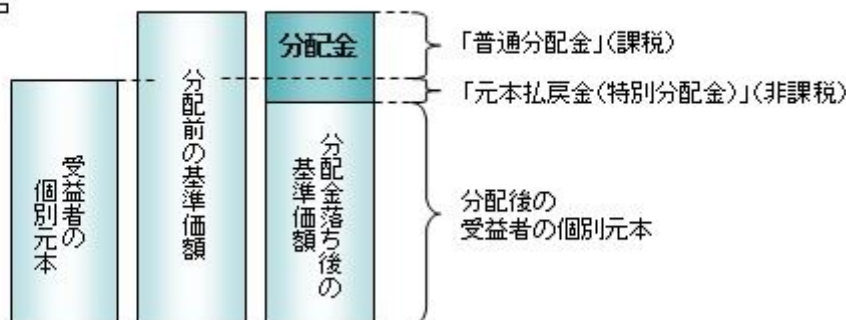 分配金
「普通分配金」(課税)
「元本払戻金(特別分配金)」(非課税)
受益者の
個別元本
分配前の基準価額
分配金落ち後の
基準価額
分配後の
受益者の個別元本